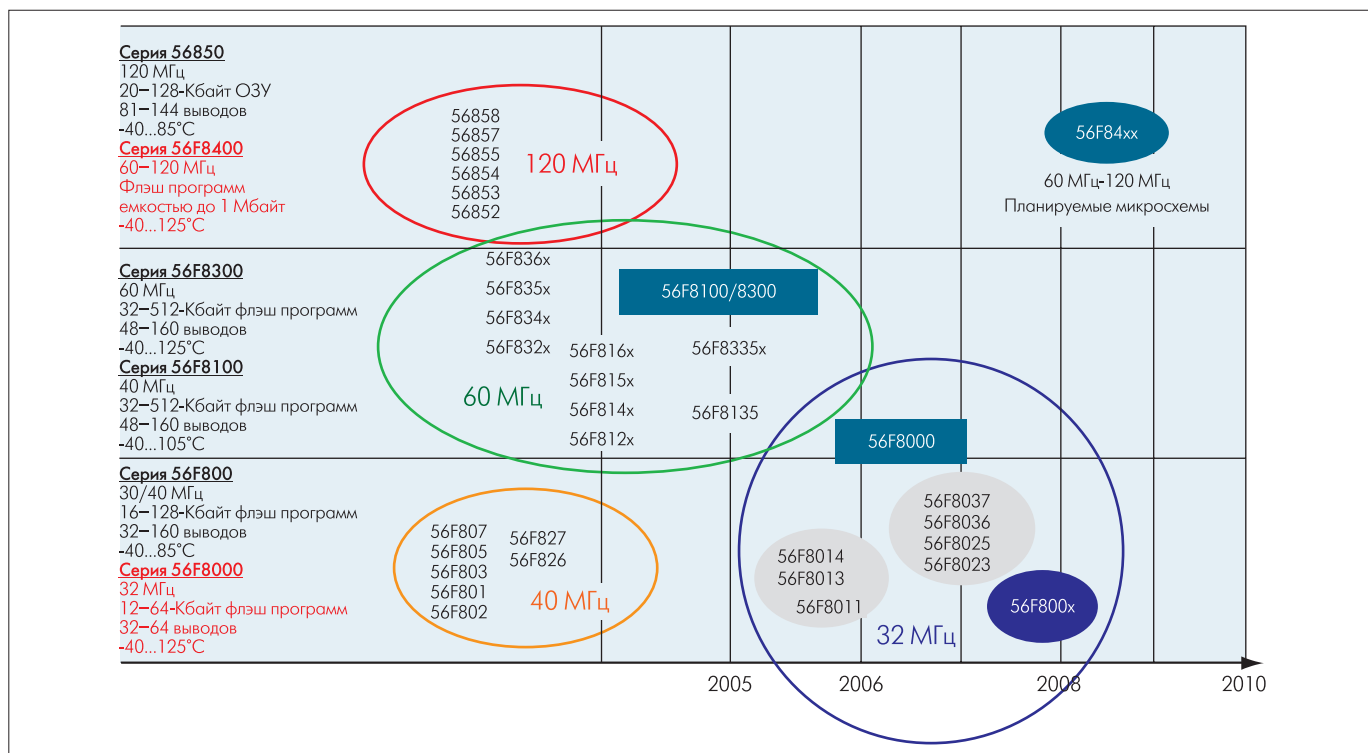 Серия 56850
120 МГц
20–128-Кбайт ОЗУ
81–144 выводов
-40...85°С
Серия 56F8400
60–120 МГц
Флэш программ
емкостью до 1 Мбайт
-40...125°С
56858
56857
56855
56854
56853
56852
120 МГц
56F84xx
60 МГц-120 МГц
Планируемые микросхемы
Серия 56F8300
60 МГц
32–512-Кбайт флэш программ
48–160 выводов
-40...125°С
Серия 56F8100
40 МГц
32–512-Кбайт флэш программ
48–160 выводов
-40...105°С
56F836x
56F835x
56F834x
56F832x
56F816x
56F815x
56F814x
56F812x
60 МГц
56F8100/8300
56F8335x
56F8135
56F8000
Серия 56F800
30/40 МГц
16–128-Кбайт флэш программ
32–160 выводов
-40...85°С
Серия 56F8000
32 МГц
12–64-Кбайт флэш программ
32–64 выводов
-40...125°С
56F807
56F805
56F803
56F801
56F802
56F827
56F826
40 МГц
56F8014
56F8013
56F8011
56F8037
56F8036
56F8025
56F8023
56F800x
32 МГц
2005
2006
2008
2010